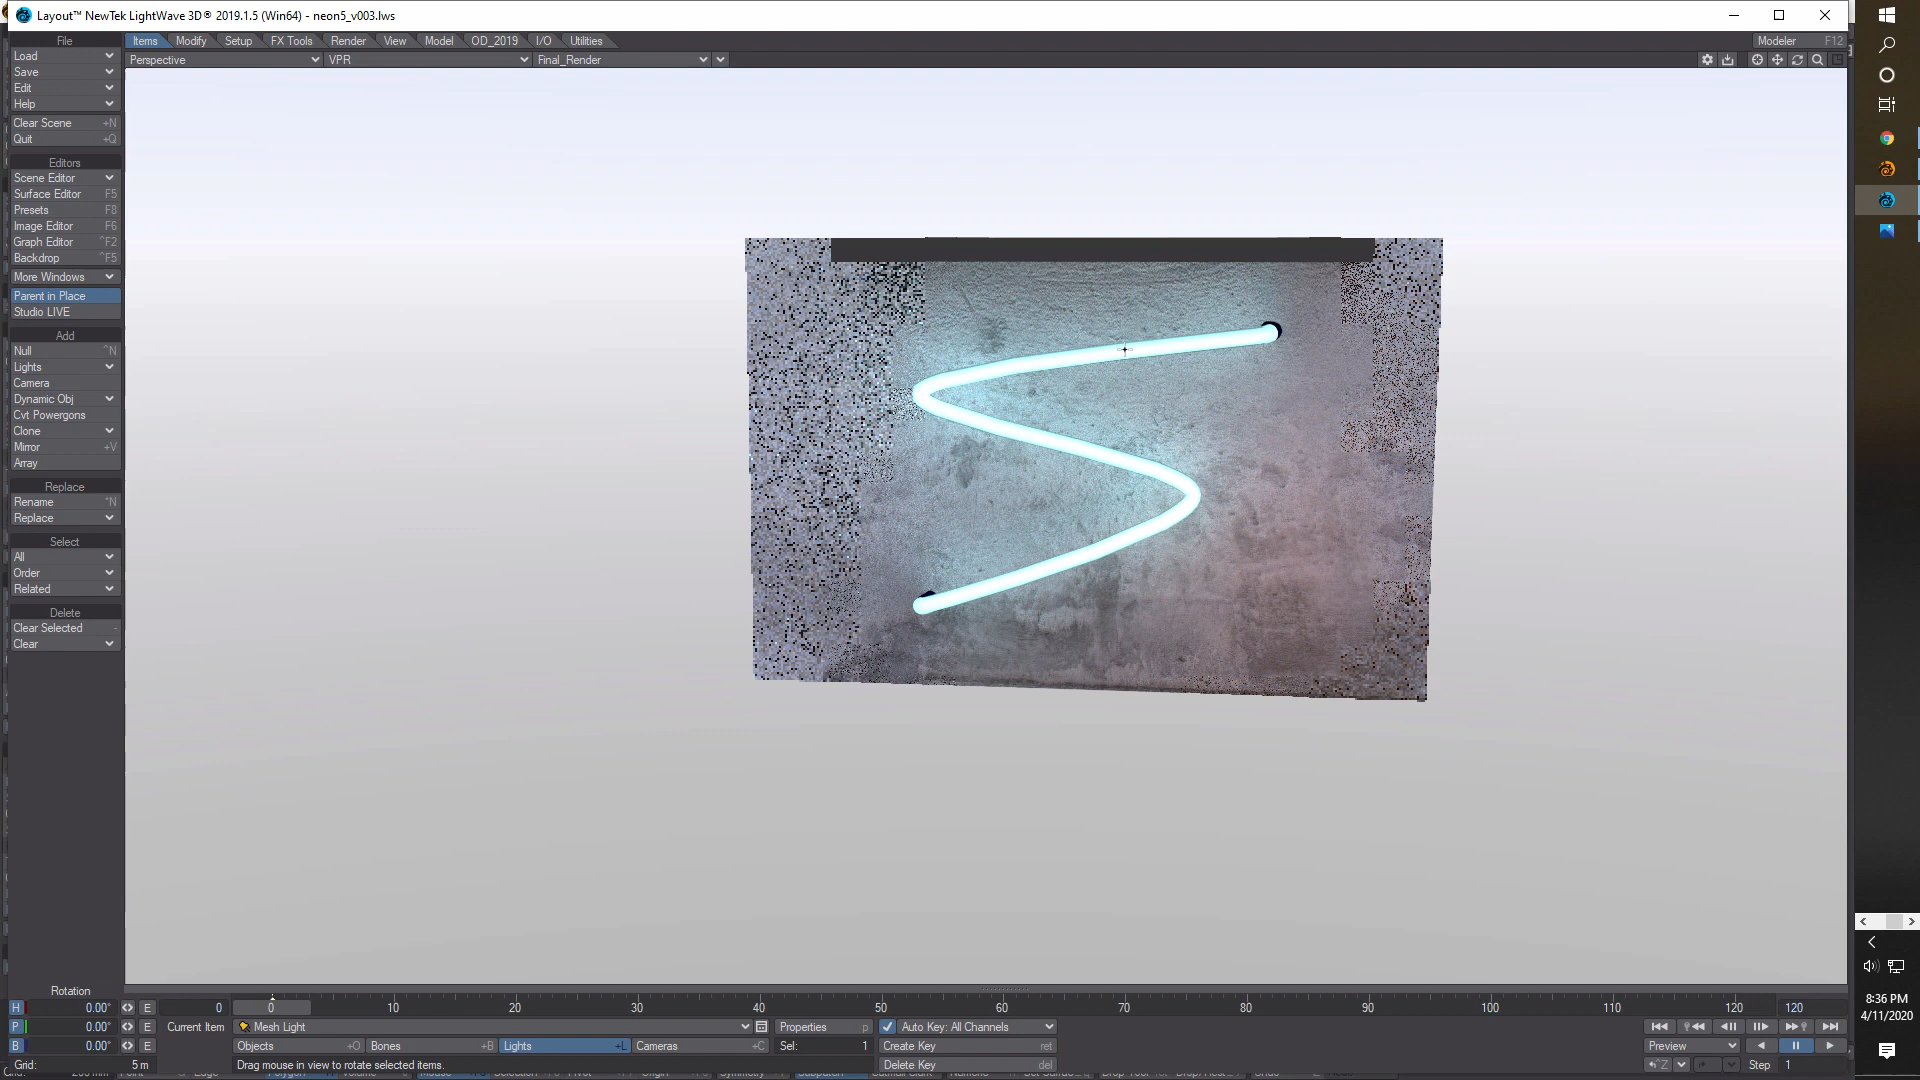 Layout™ NewTek LightWave 3D® 2019.1.5 (Win64) - neon5_v003.lws
File Items Modify Setup FX Tools Render View Model OD_2019 I/O Utilities Modeler F12
Load Perspective VPR Final_Render
Save
Edit
Help
Clear Scene +N
Quit +Q
Editors
Scene Editor
Surface Editor F5
Presets F8
Image Editor F6
Graph Editor ^F2
Backdrop ^F5
More Windows
Parent in Place
Studio LIVE
Add
Null ^N
Lights
Camera
Dynamic Obj
Cvt Powergons
Clone
Mirror +V
Array
Replace
Rename ^N
Replace
Select
All
Order
Related
Delete
Clear Selected -
Clear
Rotation
H 0.00° E 0 0 10 20 30 40 50 60 70 80 90 100 110 120 120
P 0.00° E Current Item Mesh Light Properties p Auto Key: All Channels
B 0.00° E Objects +O Bones +B Lights +L Cameras +C Sel: 1 Create Key ret Preview
Grid: 5 m Drag mouse in view to rotate selected items. Delete Key del ^Z Step 1
8:36 PM
4/11/2020